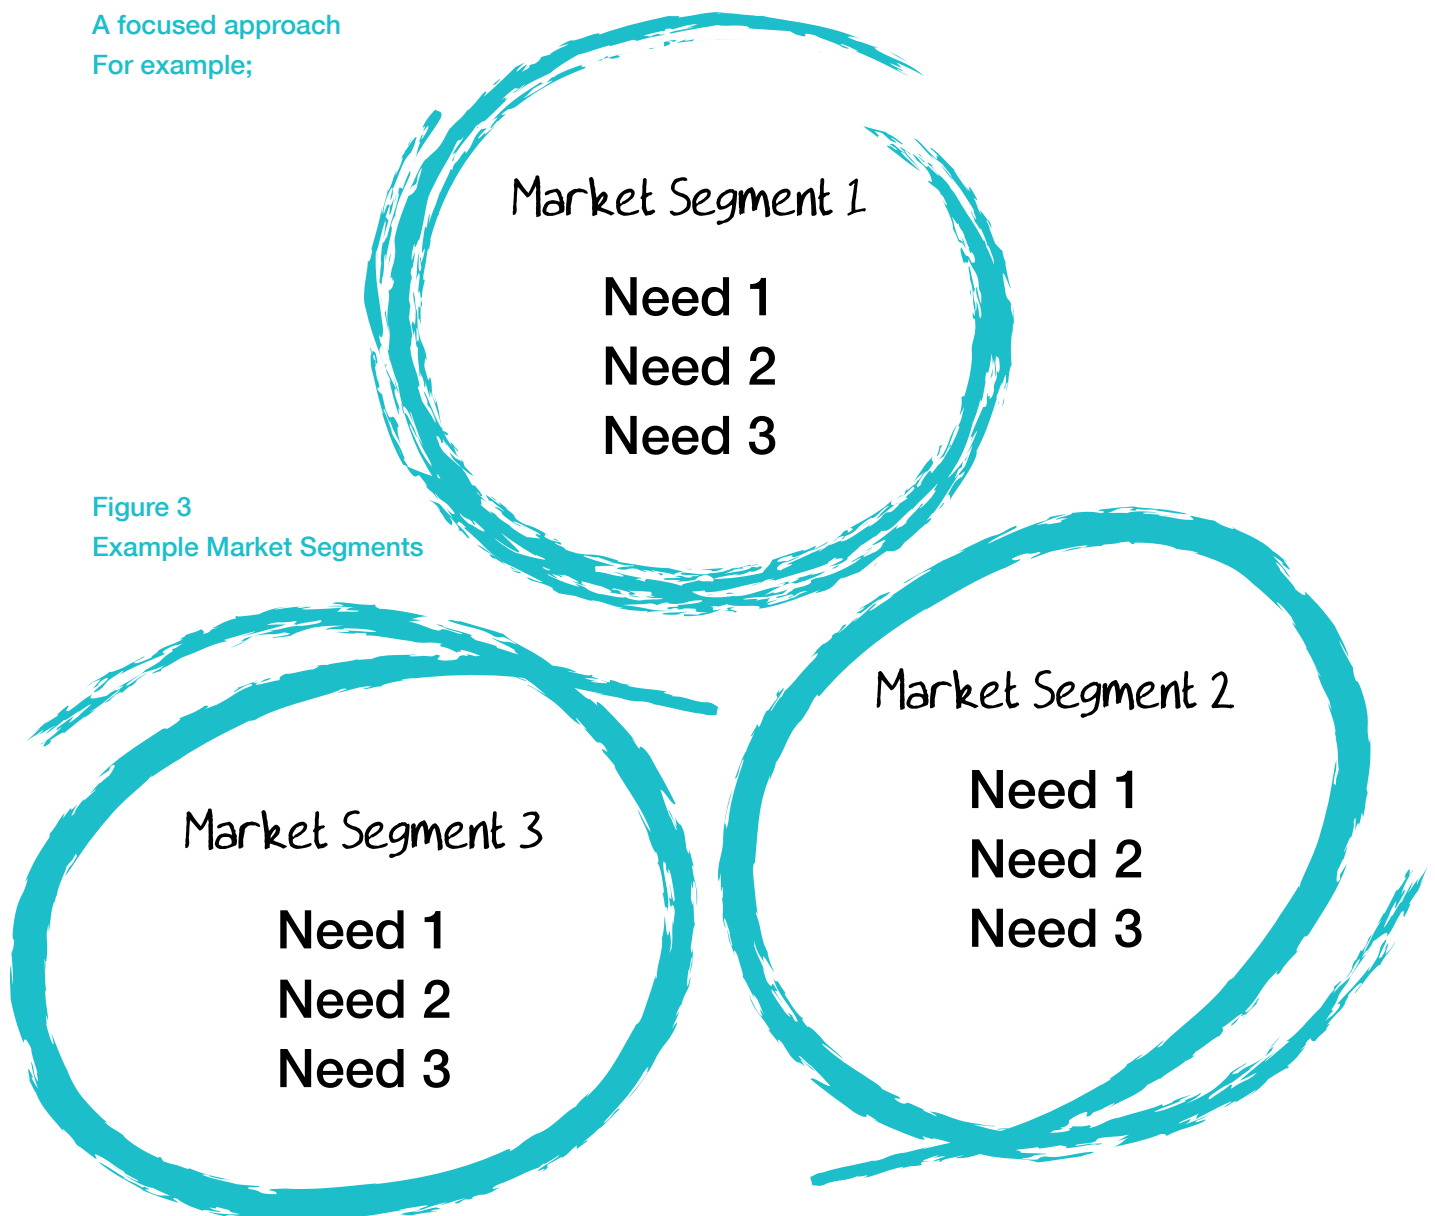 A focused approach
For example;
Market Segment 1
Need 1
Need 2
Need 3
Figure 3
Example Market Segments
Market Segment 2
Need 1
Need 2
Need 3
Market Segment 3
Need 1
Need 2
Need 3